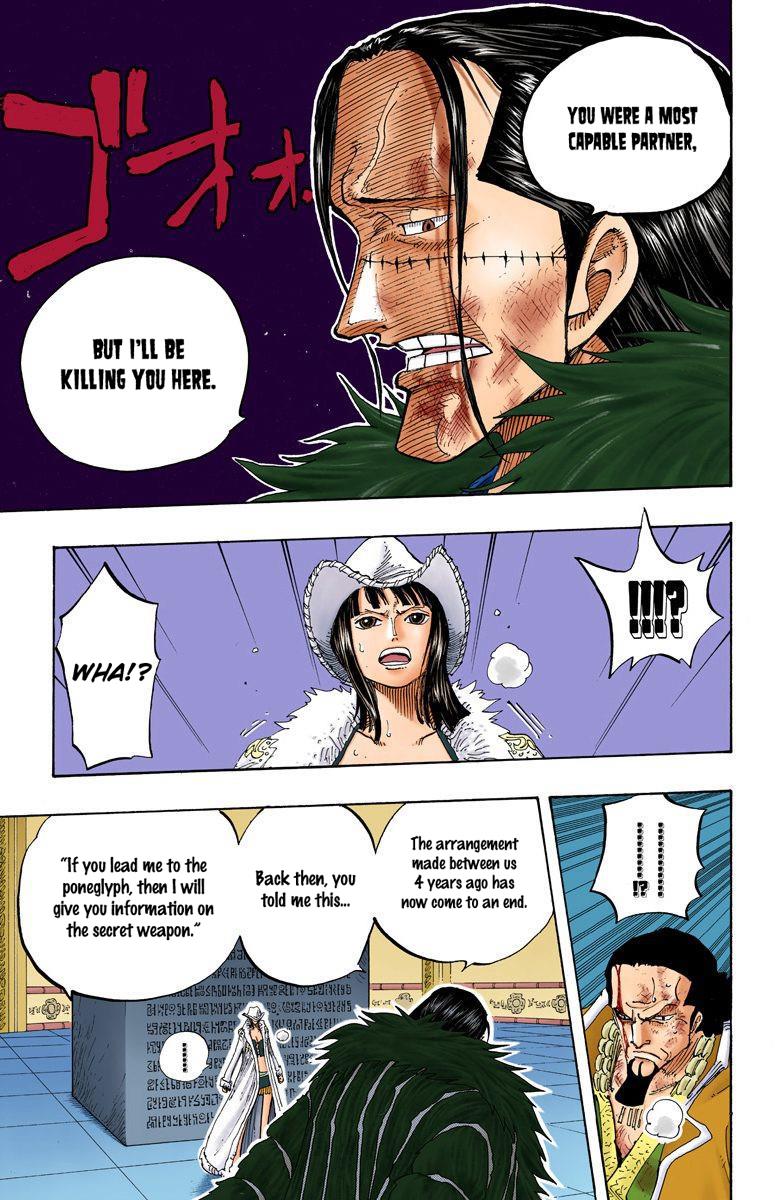 YOU WERE A MOST
CAPABLE PARTNER,
ゴオオ
BUT I'LL BE
KILLING YOU HERE.
!!!?
WHA!?
!?
The arrangement
made between us
4 years ago has
now come to an end.
Back then, you
told me this...
"If you lead me to the
poneglyph, then I will
give you information on
the secret weapon."